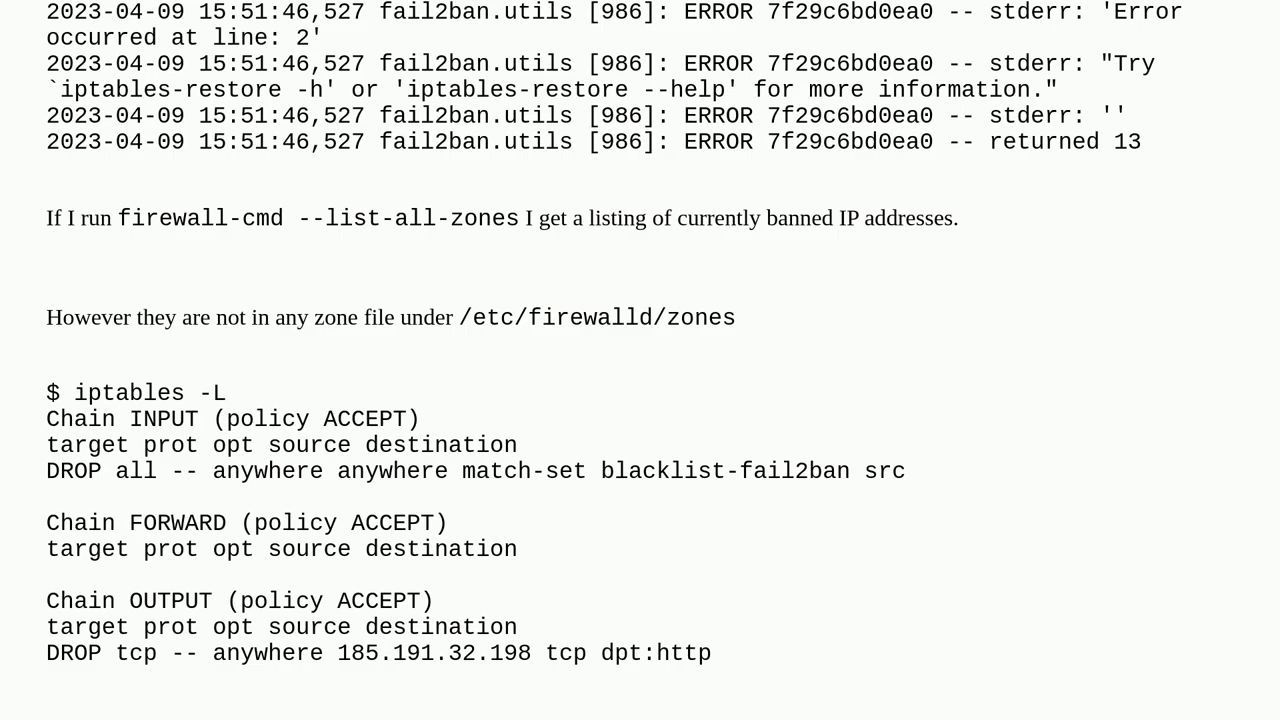 2023-04-09 15:51:46,527 fail2ban.utils [986]: ERROR 7f29c6bd0ea0 -- stderr: 'Error
occurred at line: 2'
2023-04-09 15:51:46,527 fail2ban.utils [986]: ERROR 7f29c6bd0ea0 -- stderr: "Try
`iptables-restore -h' or 'iptables-restore --help' for more information."
2023-04-09 15:51:46,527 fail2ban.utils [986]: ERROR 7f29c6bd0ea0 -- stderr: ''
2023-04-09 15:51:46,527 fail2ban.utils [986]: ERROR 7f29c6bd0ea0 -- returned 13
If I run firewall-cmd --list-all-zones I get a listing of currently banned IP addresses.
However they are not in any zone file under /etc/firewalld/zones
$ iptables -L
Chain INPUT (policy ACCEPT)
target prot opt source destination
DROP all -- anywhere anywhere match-set blacklist-fail2ban src
Chain FORWARD (policy ACCEPT)
target prot opt source destination
Chain OUTPUT (policy ACCEPT)
target prot opt source destination
DROP tcp -- anywhere 185.191.32.198 tcp dpt:http